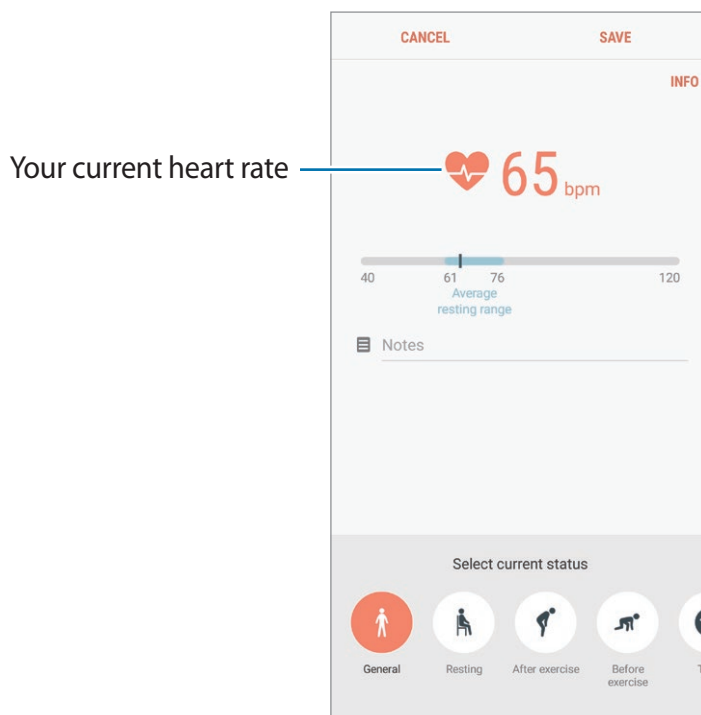 CANCEL SAVE
INFO
Your current heart rate
65 bpm
40 61 76 120
Average
resting range
Notes
Select current status
General Resting After exercise Before
exercise